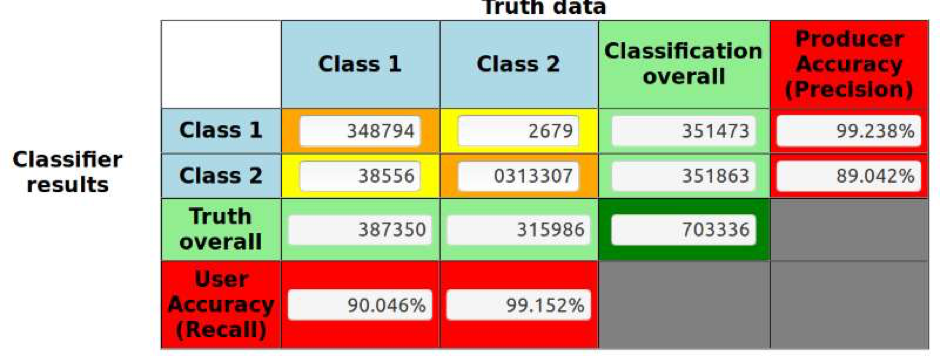 Truth data
Class 1 Class 2 Classification overall Producer Accuracy (Precision)
Class 1 348794 2679 351473 99.238%
Classifier results
Class 2 38556 0313307 351863 89.042%
Truth overall 387350 315986 703336
User Accuracy (Recall) 90.046% 99.152%